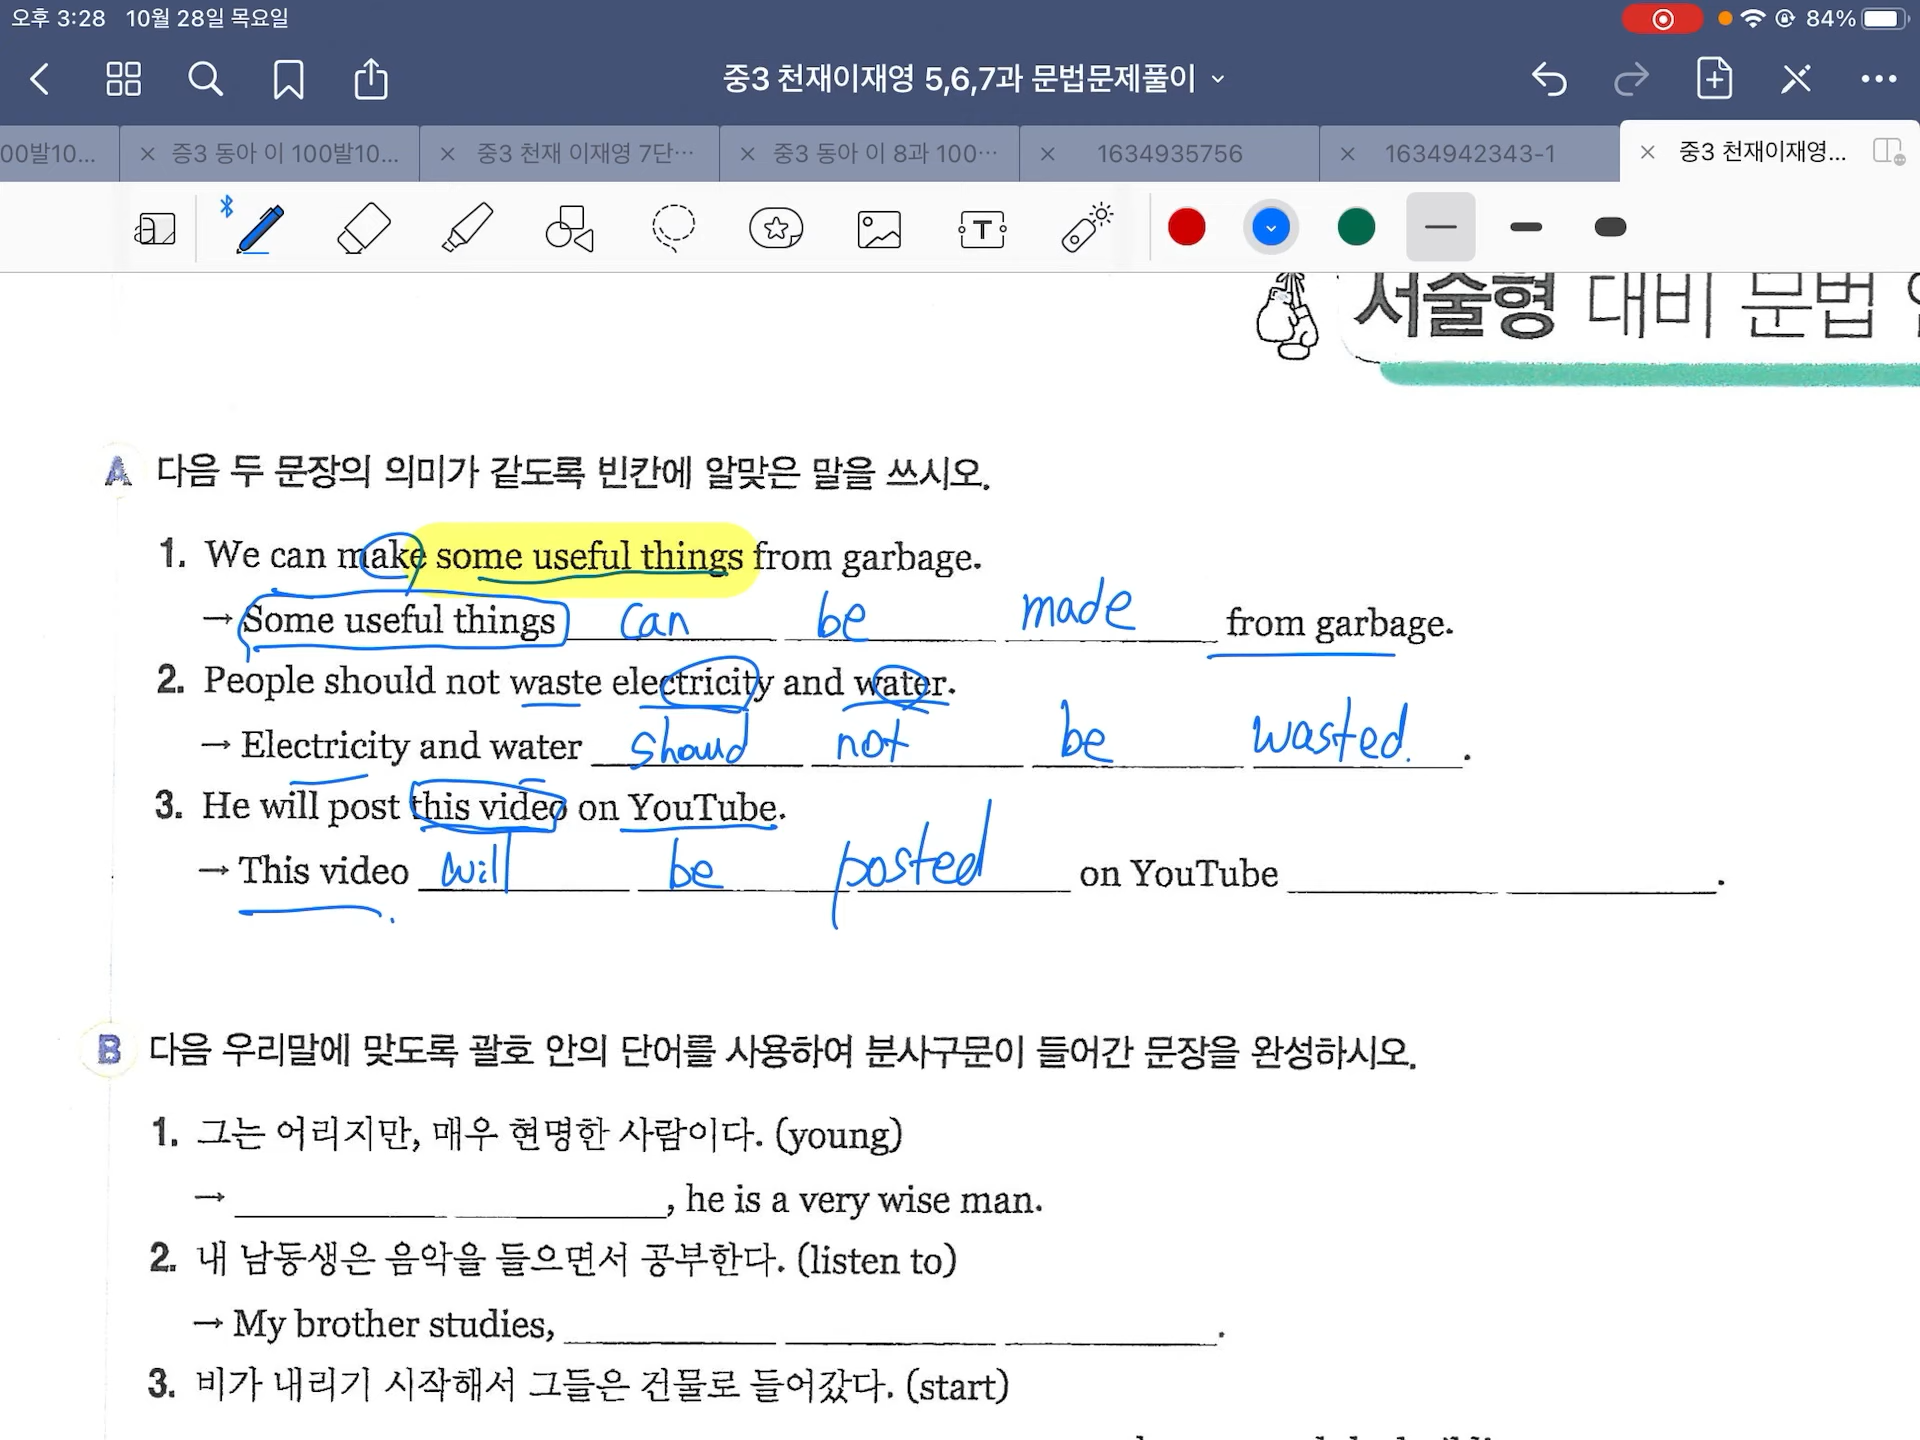 오후 3:28 10월 28일 목요일 84%
중3 천재이재영 5,6,7과 문법문제풀이
00발10... 증3 동아 이 100발10... 중3 천재 이재영 7단… 중3 동아 이 8과 100… 1634935756 1634942343-1 중3 천재이재영...
서술형 대비 문법
A 다음 두 문장의 의미가 같도록 빈칸에 알맞은 말을 쓰시오.
1. We can make some useful things from garbage.
→ Some useful things can be made from garbage.
2. People should not waste electricity and water.
→ Electricity and water shoud not be wasted. .
3. He will post this video on YouTube.
→ This video will be posted on YouTube .
B 다음 우리말에 맞도록 괄호 안의 단어를 사용하여 분사구문이 들어간 문장을 완성하시오.
1. 그는 어리지만, 매우 현명한 사람이다. (young)
→ , he is a very wise man.
2. 내 남동생은 음악을 들으면서 공부한다. (listen to)
→ My brother studies, .
3. 비가 내리기 시작해서 그들은 건물로 들어갔다. (start)